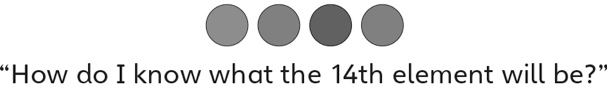 “How do I know what the 14th element will be?”